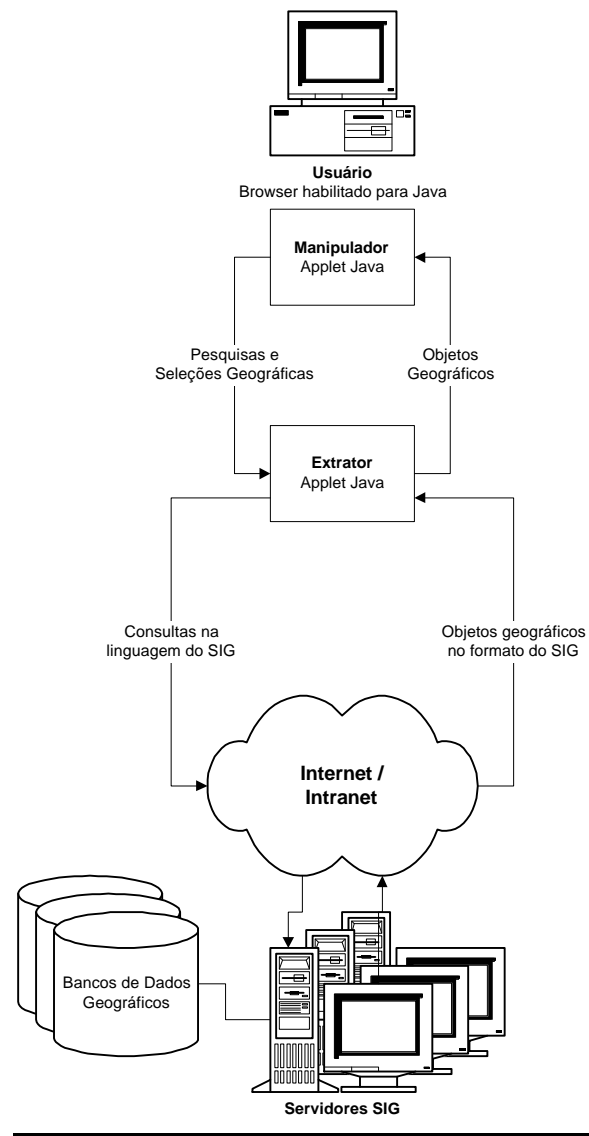 Usuário
Browser habilitado para Java
Manipulador
Applet Java
Pesquisas e
Seleções Geográficas
Objetos
Geográficos
Extrator
Applet Java
Consultas na
linguagem do SIG
Objetos geográficos
no formato do SIG
Internet /
Intranet
Bancos de Dados
Geográficos
Servidores SIG